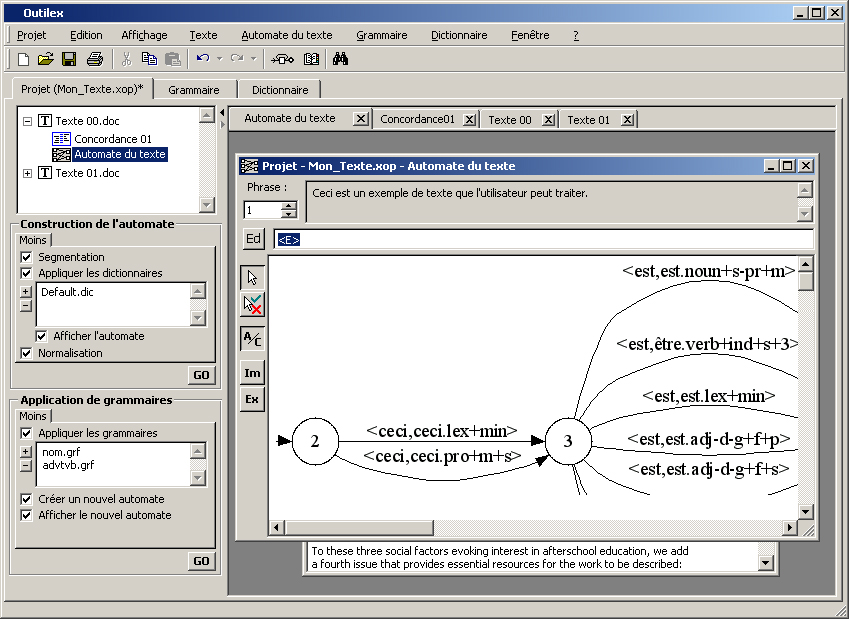 Outilex
Projet Edition Affichage Texte Automate du texte Grammaire Dictionnaire Fenêtre ?
Projet (Mon_Texte.xop)* Grammaire Dictionnaire
T Texte 00.doc
Concordance 01
Automate du texte
T Texte 01.doc
Construction de l'automate
Moins
Segmentation
Appliquer les dictionnaires
Default.dic
Afficher l'automate
Normalisation
GO
Application de grammaires
Moins
Appliquer les grammaires
nom.grf
advtvb.grf
Créer un nouvel automate
Afficher le nouvel automate
GO
Automate du texte Concordance01 Texte 00 Texte 01
Projet - Mon_Texte.xop - Automate du texte
Phrase :
1
Ceci est un exemple de texte que l'utilisateur peut traiter.
Ed
<E>
A/C
Im
Ex
<est,est.noun+s-pr+m>
<est,être.verb+ind+s+3>
<est,est.lex+min>
2 <ceci,ceci.lex+min> 3 <est,est.adj-d-g+f+p>
<ceci,ceci.pro+m+s> <est,est.adj-d-g+f+s>
To these three social factors evoking interest in afterschool education, we add
a fourth issue that provides essential resources for the work to be described: